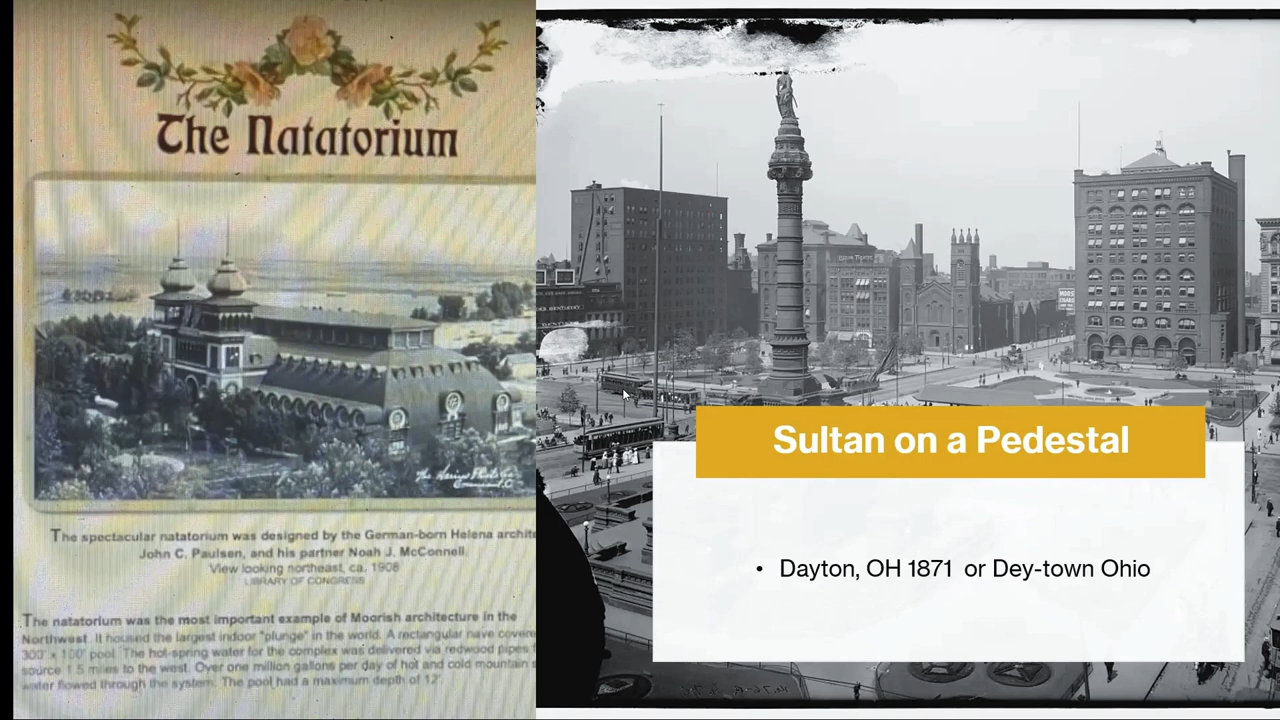 The Natatorium
The spectacular natatorium was designed by the German-born Helena
John C. Paulsen, and his partner Noah J. McConnell.
View looking northeast, ca. 1908
LIBRARY OF CONGRESS
The natatorium was the most important example of Moorish architecture in the
Northwest. It housed the largest indoor "plunge" in the world. A rectangular nave
300' x 100' pool. The hot-spring water for the complex was delivered via redwood pipes
source 1.5 miles to the west. Over one million gallons per day of hot and cold mountain
water flowed through the system. The pool had a maximum depth of 12'.
Sultan on a Pedestal
• Dayton, OH 1871 or Dey-town Ohio